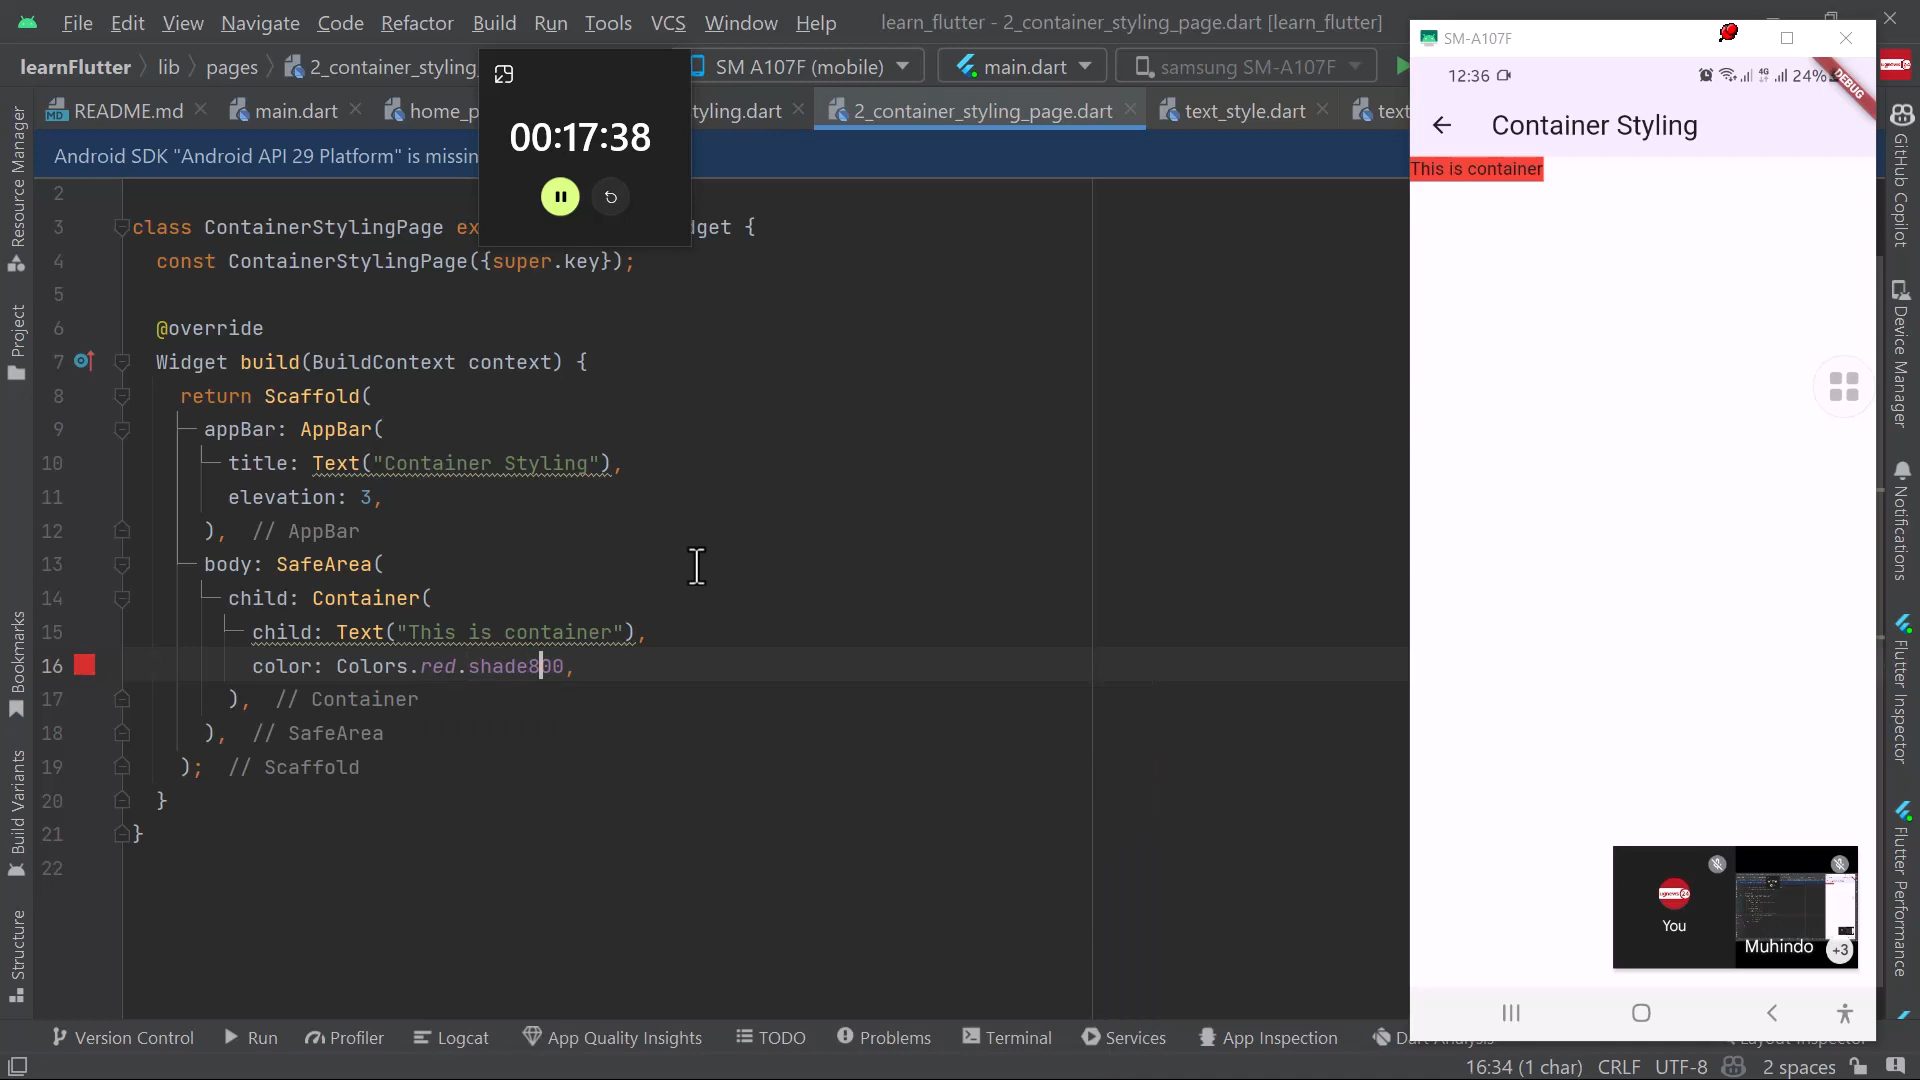 File Edit View Navigate Code Refactor Build Run Tools VCS Window Help learn_flutter - 2_container_styling_page.dart [learn_flutter]
learnFlutter lib pages 2_container_styling_ SM A107F (mobile) main.dart samsung SM-A107F
README.md main.dart home_p tyling.dart 2_container_styling_page.dart text_style.dart text
Android SDK "Android API 29 Platform" is missin
00:17:38
2
3 class ContainerStylingPage ex dget {
4 const ContainerStylingPage({super.key});
5
6 @override
7 Widget build(BuildContext context) {
8 return Scaffold(
9 appBar: AppBar(
10 title: Text("Container Styling"),
11 elevation: 3,
12 ), // AppBar
13 body: SafeArea(
14 child: Container(
15 child: Text("This is container"),
16 color: Colors.red.shade800,
17 ), // Container
18 ), // SafeArea
19 ); // Scaffold
20 }
21 }
22
Resource Manager
Project
Bookmarks
Build Variants
Structure
SM-A107F
12:36 4G 24%
DEBUG
Container Styling
This is container
ugnews24
You
Muhindo
+3
GitHub Copilot
Device Manager
Notifications
Flutter Inspector
Flutter Performance
Version Control Run Profiler Logcat App Quality Insights TODO Problems Terminal Services App Inspection Dart Analysis Layout Inspector
16:34 (1 char) CRLF UTF-8 2 spaces